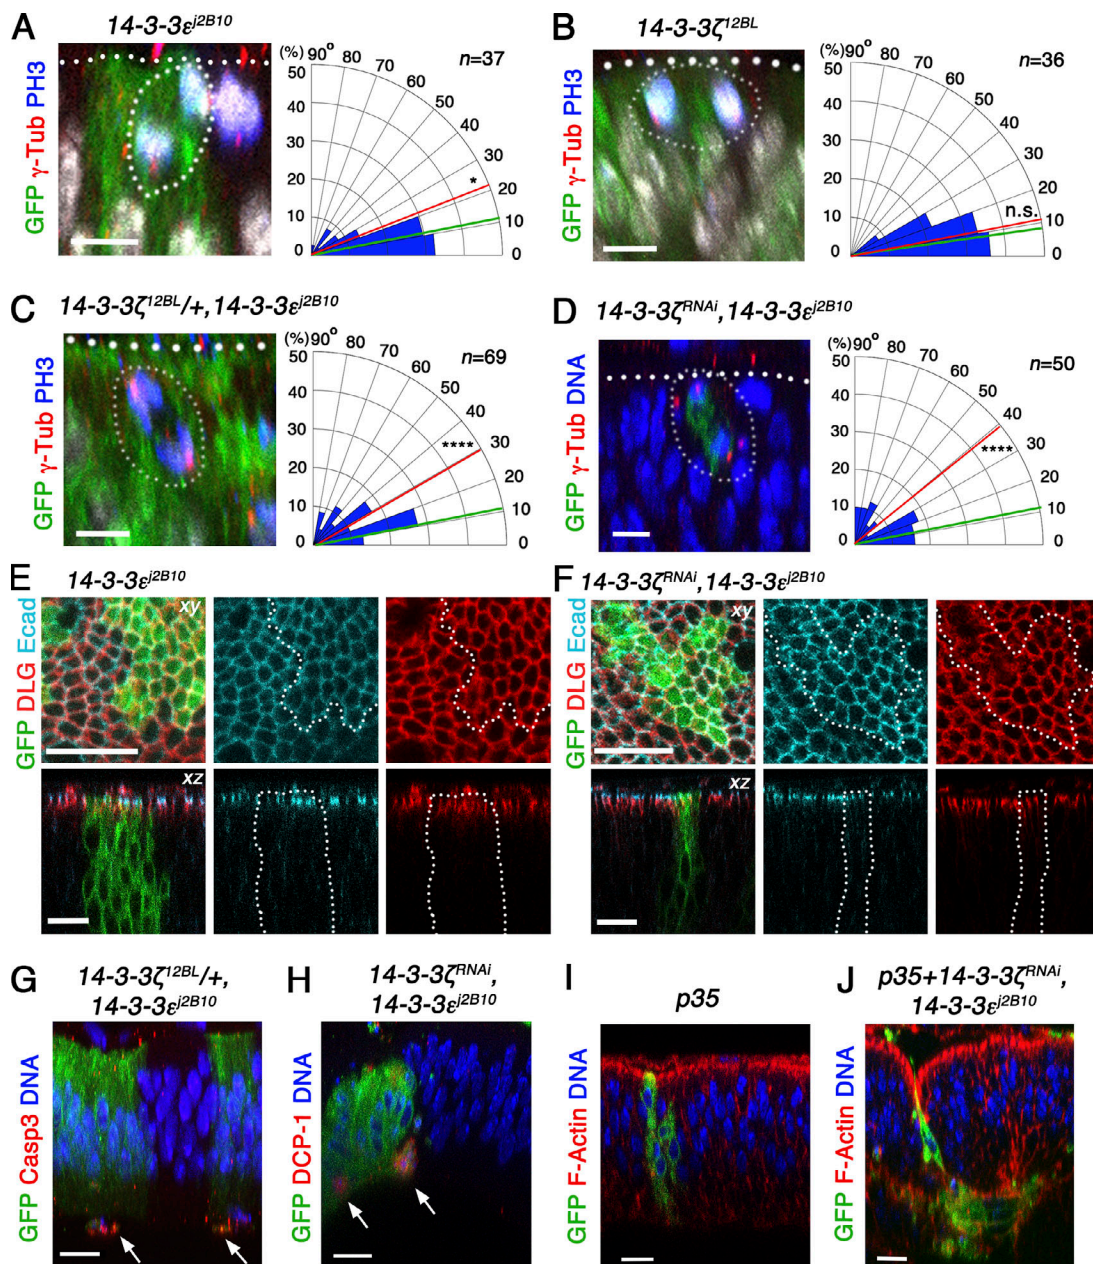 A
14-3-3ε^j2B10
GFP γ-Tub PH3
(%) 90°
80
70
60
50
40
30
20
10
0
50
40
30
20
10
0
n=37
*
B
14-3-3ζ^12BL
GFP γ-Tub PH3
(%) 90°
80
70
60
50
40
30
20
10
0
50
40
30
20
10
0
n=36
n.s.
C
14-3-3ζ^12BL/+, 14-3-3ε^j2B10
GFP γ-Tub PH3
(%) 90°
80
70
60
50
40
30
20
10
0
50
40
30
20
10
0
n=69
****
D
14-3-3ζ^RNAi, 14-3-3ε^j2B10
GFP γ-Tub DNA
(%) 90°
80
70
60
50
40
30
20
10
0
50
40
30
20
10
0
n=50
****
E
14-3-3ε^j2B10
GFP DLG Ecad
xy
xz
F
14-3-3ζ^RNAi, 14-3-3ε^j2B10
GFP DLG Ecad
xy
xz
G
14-3-3ζ^12BL/+,
14-3-3ε^j2B10
GFP Casp3 DNA
H
14-3-3ζ^RNAi,
14-3-3ε^j2B10
GFP DCP-1 DNA
I
p35
GFP F-Actin DNA
J
p35+14-3-3ζ^RNAi,
14-3-3ε^j2B10
GFP F-Actin DNA